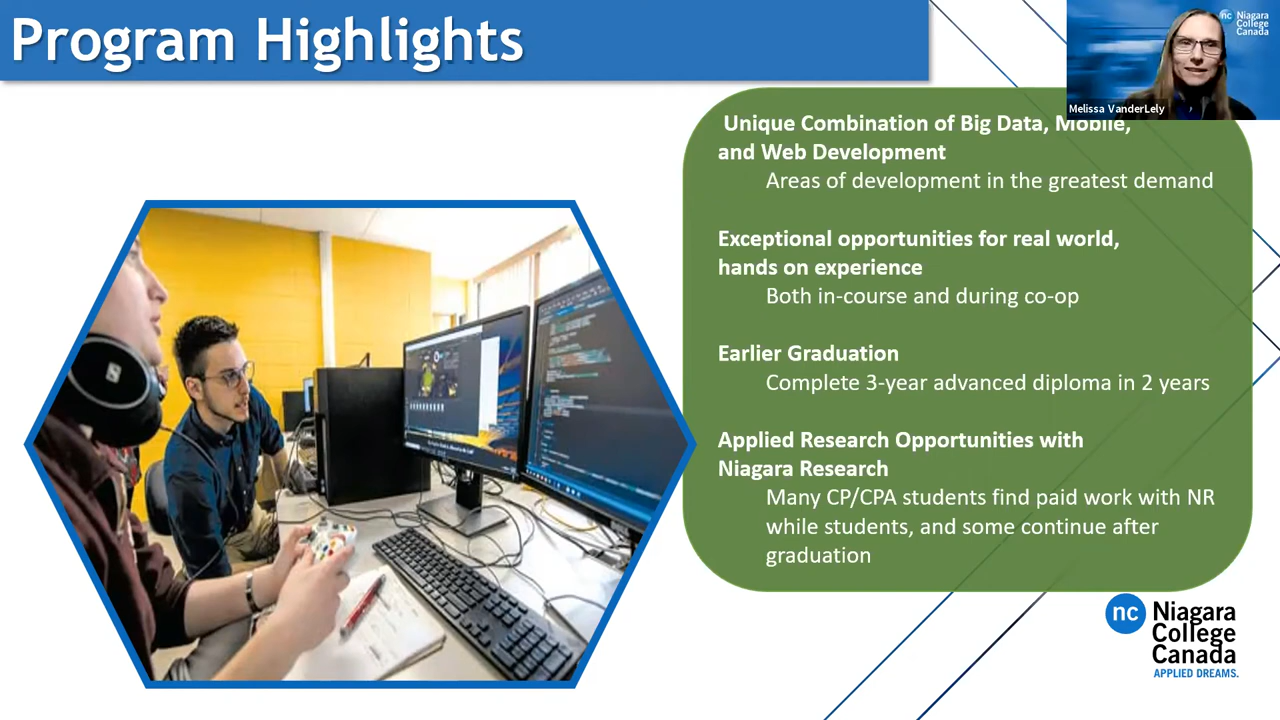 Program Highlights
nc Niagara
College
Canada
Melissa VanderLely
Unique Combination of Big Data, Mobile,
and Web Development
Areas of development in the greatest demand
Exceptional opportunities for real world,
hands on experience
Both in-course and during co-op
Earlier Graduation
Complete 3-year advanced diploma in 2 years
Applied Research Opportunities with
Niagara Research
Many CP/CPA students find paid work with NR
while students, and some continue after
graduation
nc Niagara
College
Canada
APPLIED DREAMS.